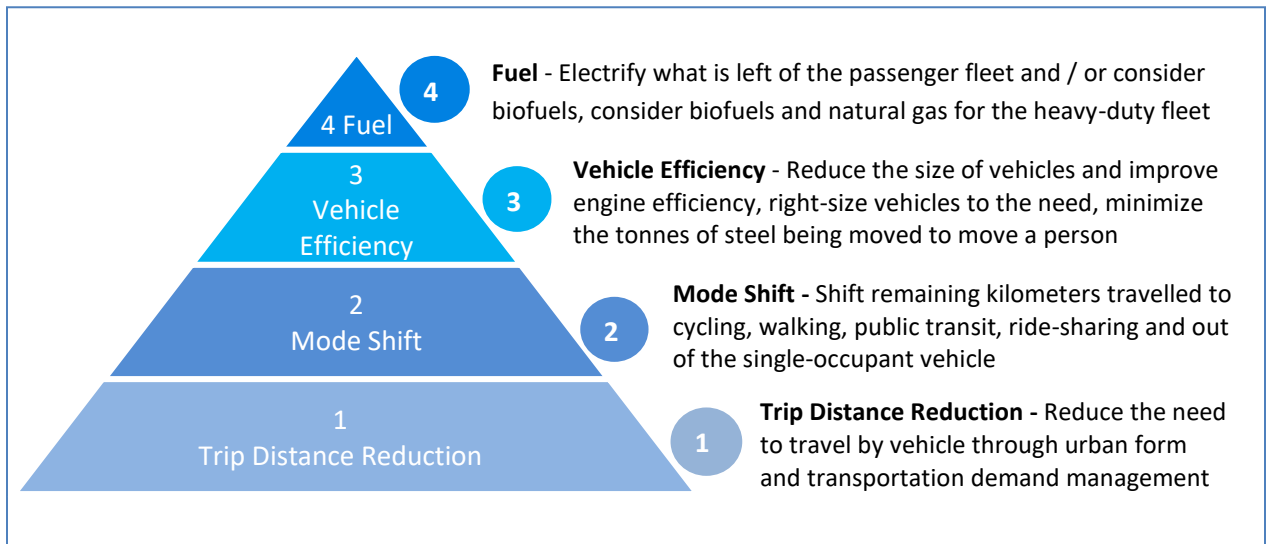 4
Fuel - Electrify what is left of the passenger fleet and / or consider
biofuels, consider biofuels and natural gas for the heavy-duty fleet
4 Fuel
3
Vehicle
Efficiency
3
Vehicle Efficiency - Reduce the size of vehicles and improve
engine efficiency, right-size vehicles to the need, minimize
the tonnes of steel being moved to move a person
2
Mode Shift
2
Mode Shift - Shift remaining kilometers travelled to
cycling, walking, public transit, ride-sharing and out
of the single-occupant vehicle
1
Trip Distance Reduction
1
Trip Distance Reduction - Reduce the need
to travel by vehicle through urban form
and transportation demand management